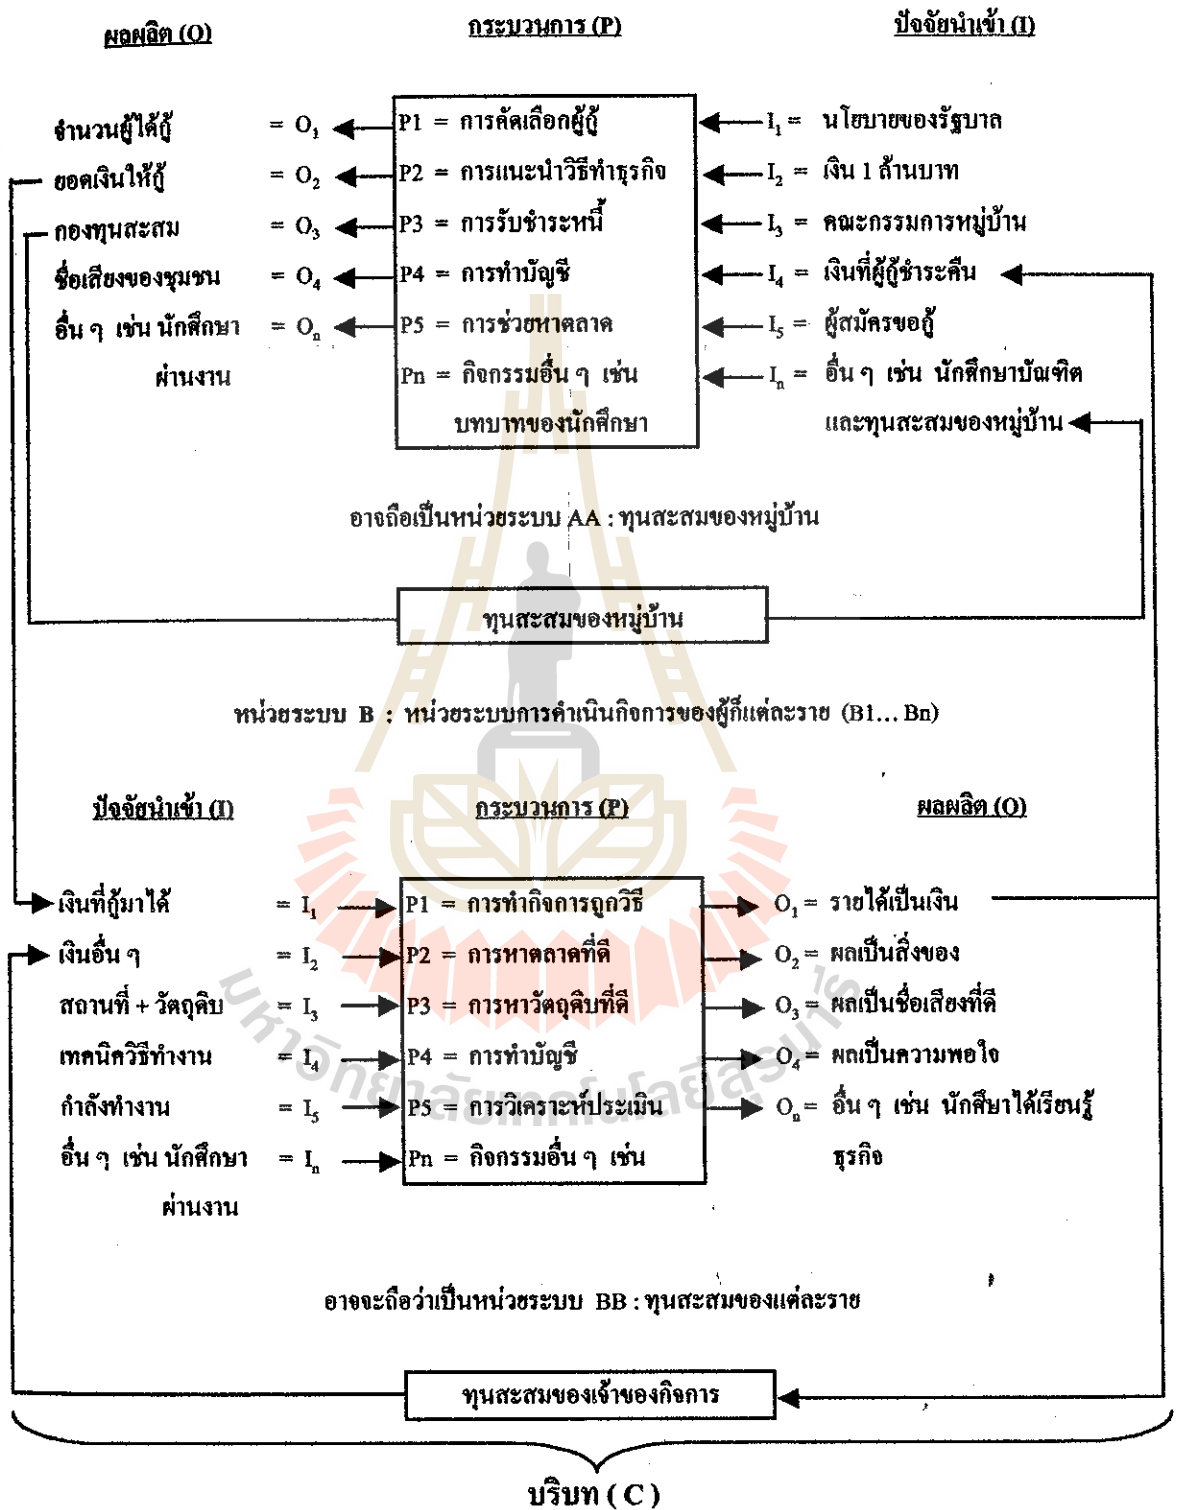 ผลผลิต (O) กระบวนการ (P) ปัจจัยนำเข้า (I)
จำนวนผู้ได้กู้ = O1 P1 = การคัดเลือกผู้กู้ I1 = นโยบายของรัฐบาล
ยอดเงินให้กู้ = O2 P2 = การแนะนำวิธีทำธุรกิจ I2 = เงิน 1 ล้านบาท
กองทุนสะสม = O3 P3 = การรับชำระหนี้ I3 = คณะกรรมการหมู่บ้าน
ชื่อเสียงของชุมชน = O4 P4 = การทำบัญชี I4 = เงินที่ผู้กู้ชำระคืน
อื่น ๆ เช่น นักศึกษา = On P5 = การช่วยหาตลาด I5 = ผู้สมัครขอกู้
ผ่านงาน Pn = กิจกรรมอื่น ๆ เช่น In = อื่น ๆ เช่น นักศึกษาบัณฑิต
บทบาทของนักศึกษา และทุนสะสมของหมู่บ้าน
อาจถือเป็นหน่วยระบบ AA : ทุนสะสมของหมู่บ้าน
ทุนสะสมของหมู่บ้าน
หน่วยระบบ B : หน่วยระบบการดำเนินกิจการของผู้กู้แต่ละราย (B1... Bn)
ปัจจัยนำเข้า (I) กระบวนการ (P) ผลผลิต (O)
เงินที่กู้มาได้ = I1 P1 = การทำกิจการถูกวิธี O1 = รายได้เป็นเงิน
เงินอื่น ๆ = I2 P2 = การหาตลาดที่ดี O2 = ผลเป็นสิ่งของ
สถานที่ + วัตถุดิบ = I3 P3 = การหาวัตถุดิบที่ดี O3 = ผลเป็นชื่อเสียงที่ดี
เทคนิควิธีทำงาน = I4 P4 = การทำบัญชี O4 = ผลเป็นความพอใจ
กำลังทำงาน = I5 P5 = การวิเคราะห์ประเมิน On = อื่น ๆ เช่น นักศึกษาได้เรียนรู้
อื่น ๆ เช่น นักศึกษา = In Pn = กิจกรรมอื่น ๆ เช่น ธุรกิจ
ผ่านงาน
มหาวิทยาลัยเทคโนโลยีสุรนารี
อาจจะถือว่าเป็นหน่วยระบบ BB : ทุนสะสมของแต่ละราย
ทุนสะสมของเจ้าของกิจการ
บริบท ( C )